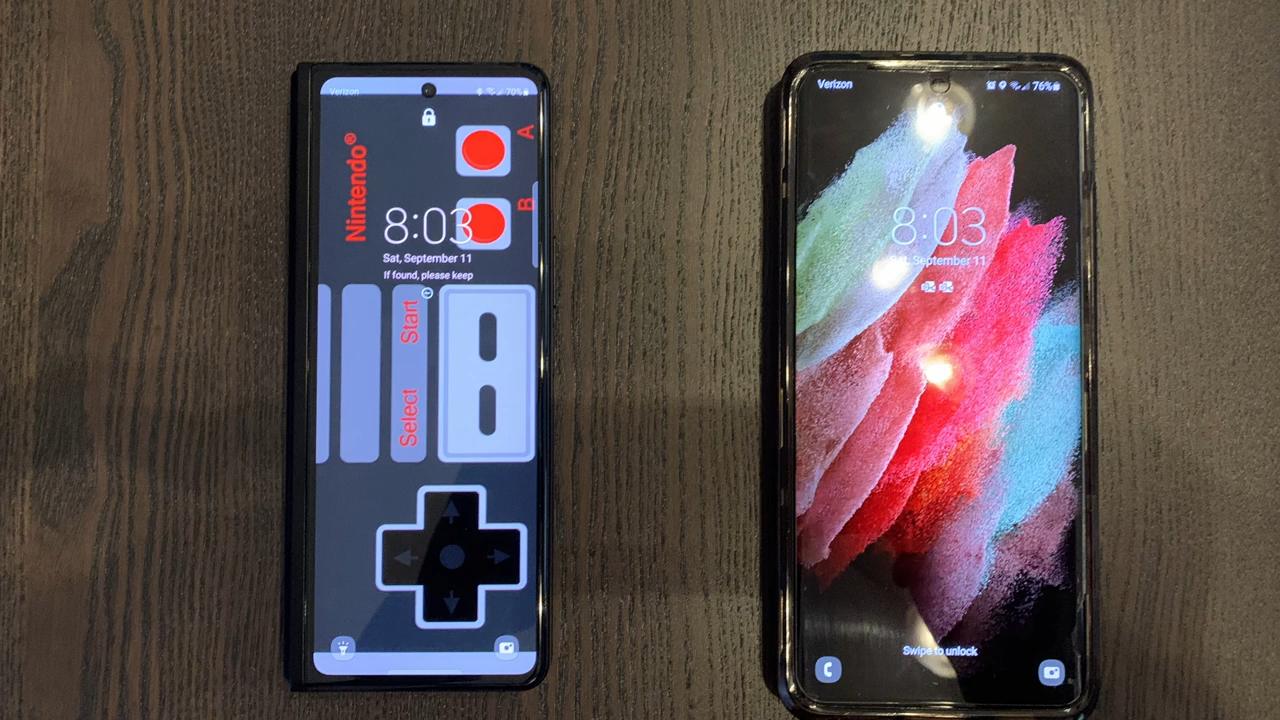 Verizon
70%
A
Nintendo®
B
8:03
Sat, September 11
If found, please keep
Start
Select
Verizon
76%
8:03
Sat, September 11
Swipe to unlock